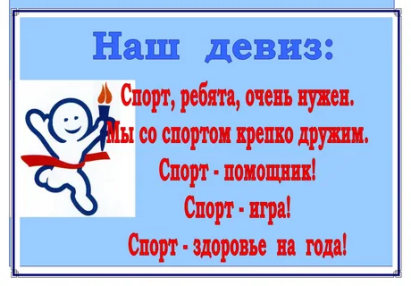 Наш девиз:
Спорт, ребята, очень нужен.
Мы со спортом крепко дружим.
Спорт - помощник!
Спорт - игра!
Спорт - здоровье на года!